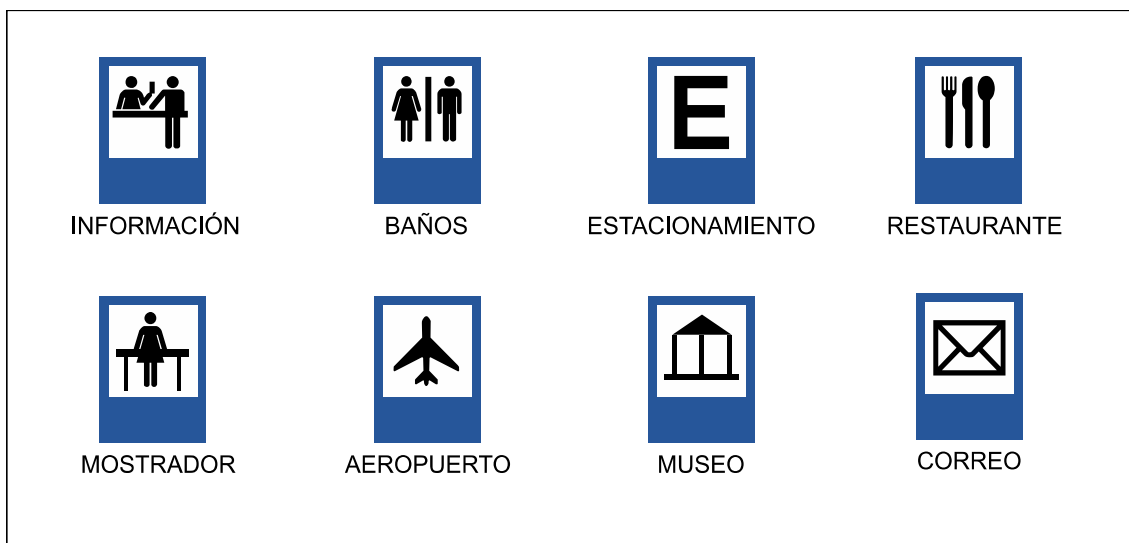 E
INFORMACIÓN
BAÑOS
ESTACIONAMIENTO
RESTAURANTE
MOSTRADOR
AEROPUERTO
MUSEO
CORREO